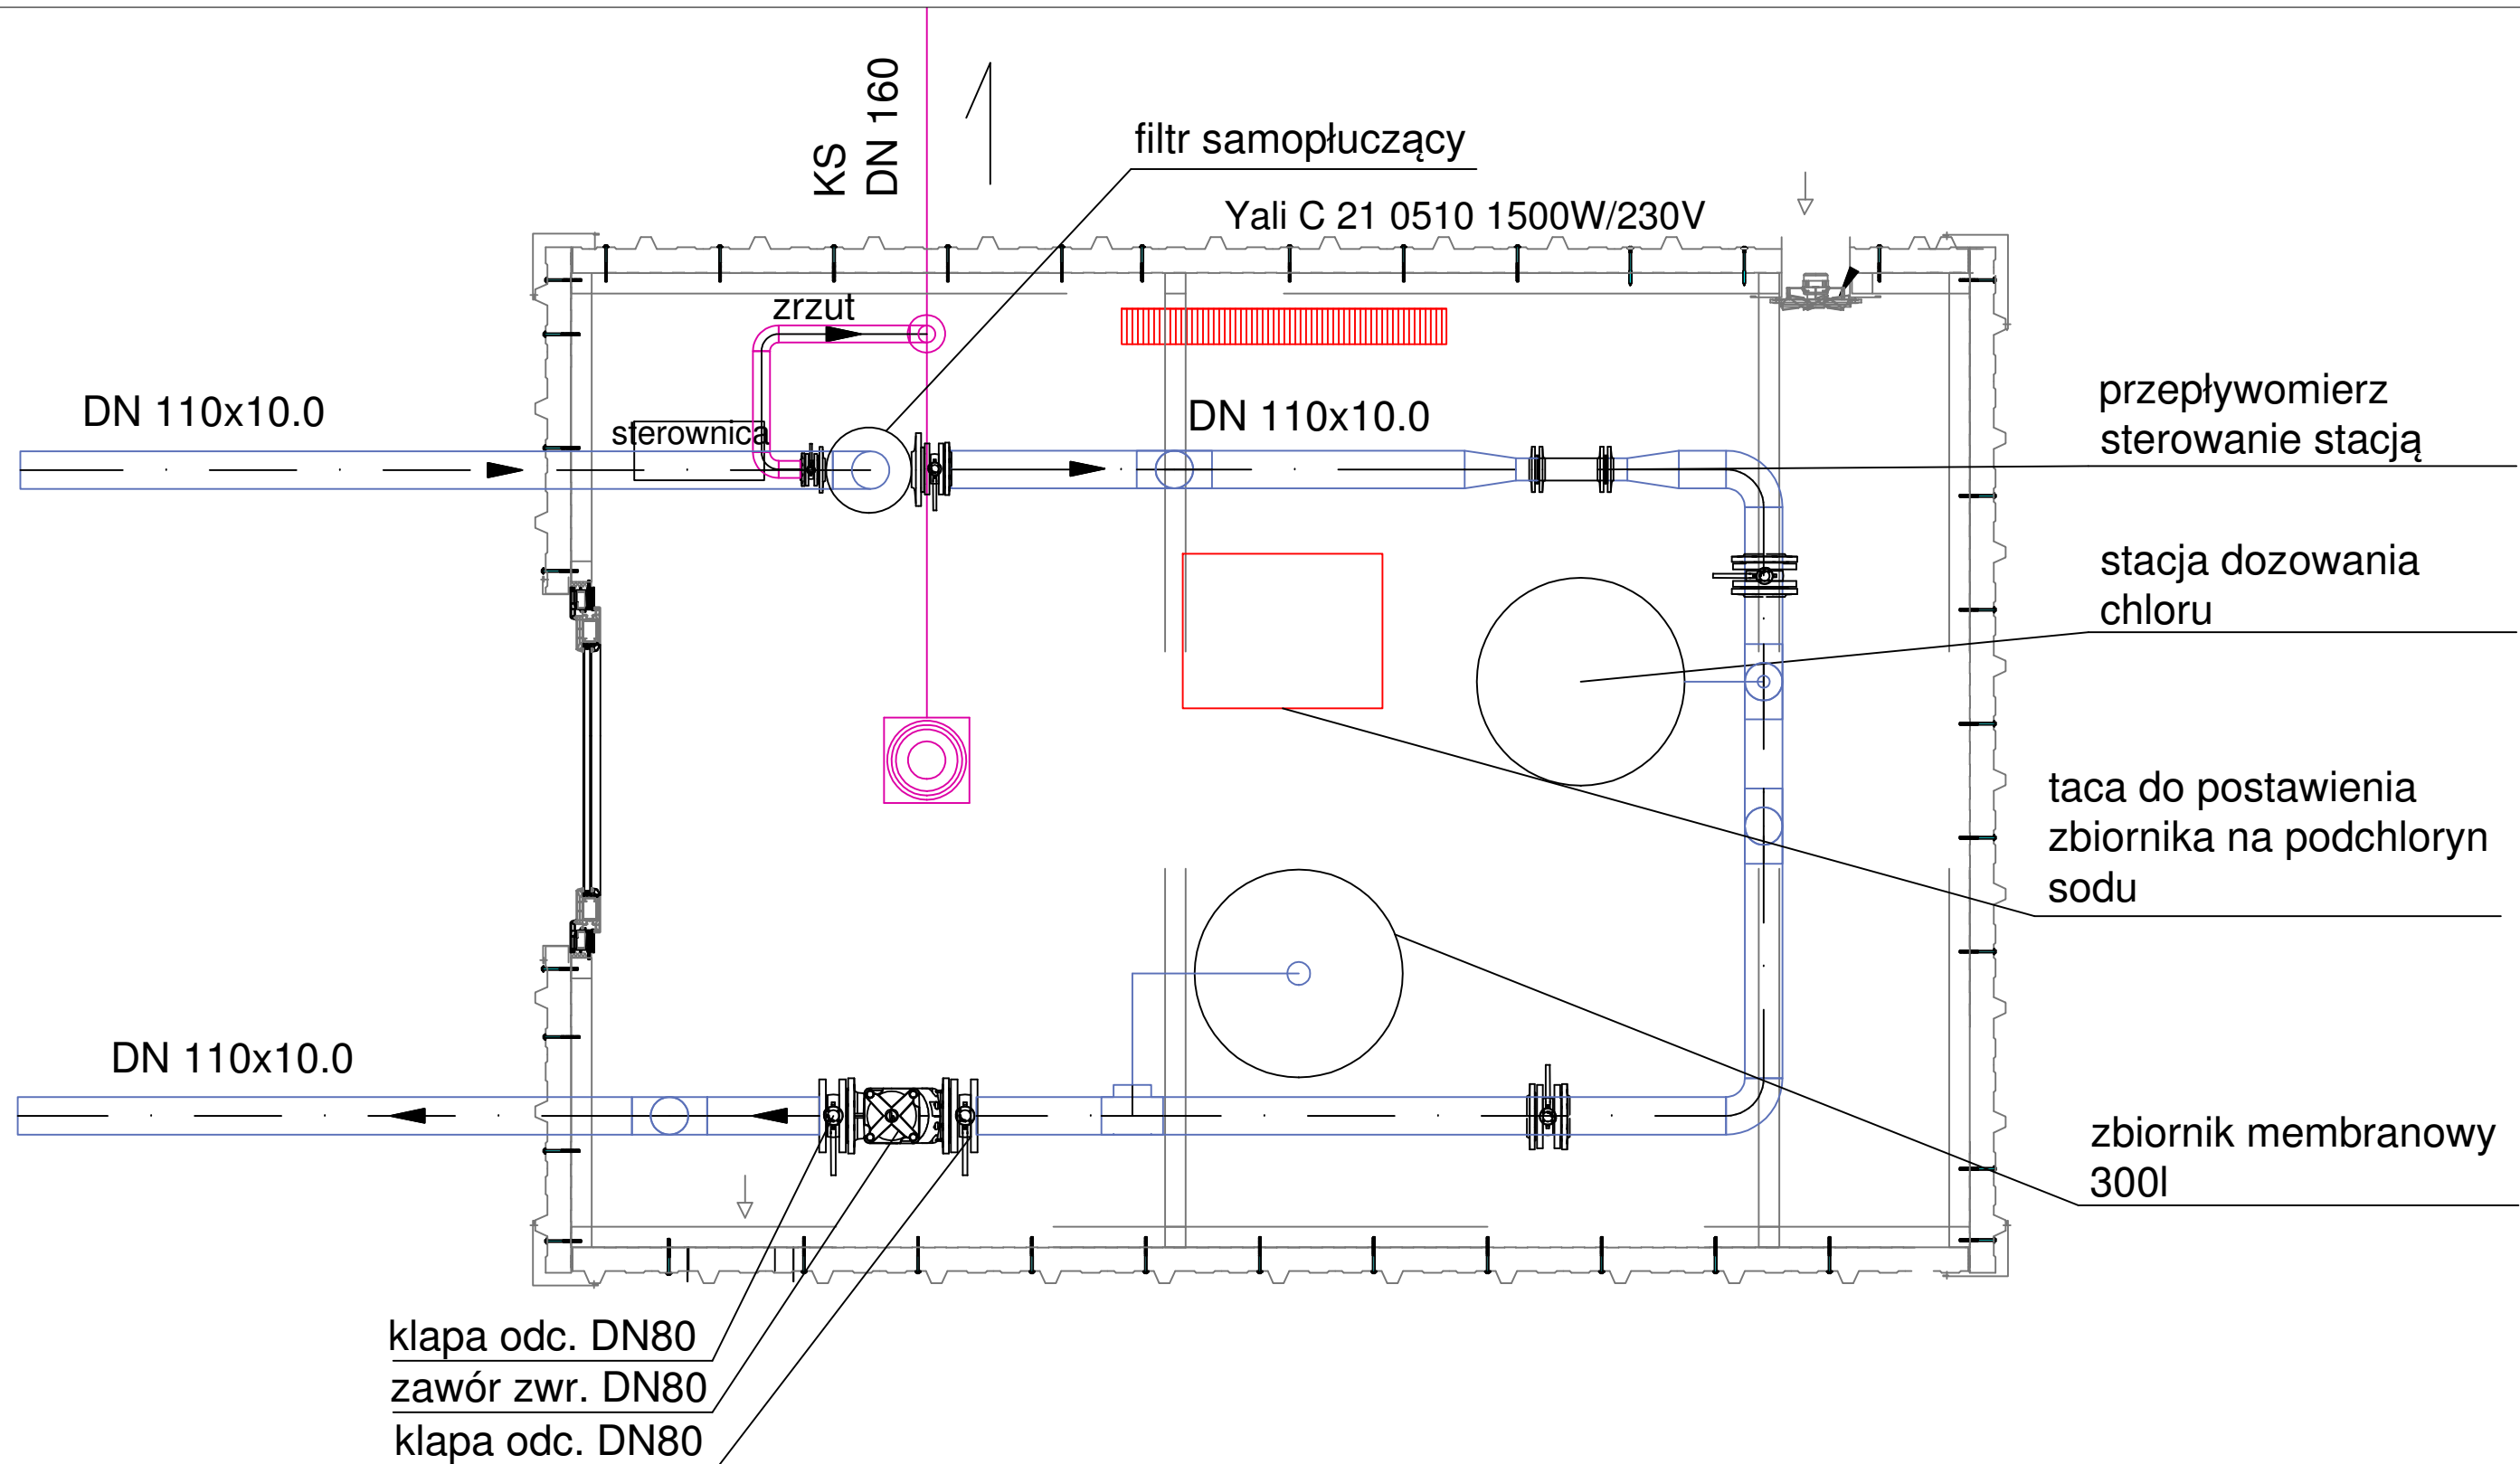 KS
DN 160
filtr samopłuczący
Yali C 21 0510 1500W/230V
zrzut
DN 110x10.0
sterownica
DN 110x10.0
przepływomierz
sterowanie stacją
stacja dozowania
chloru
taca do postawienia
zbiornika na podchloryn
sodu
DN 110x10.0
zbiornik membranowy
300l
klapa odc. DN80
zawór zwr. DN80
klapa odc. DN80